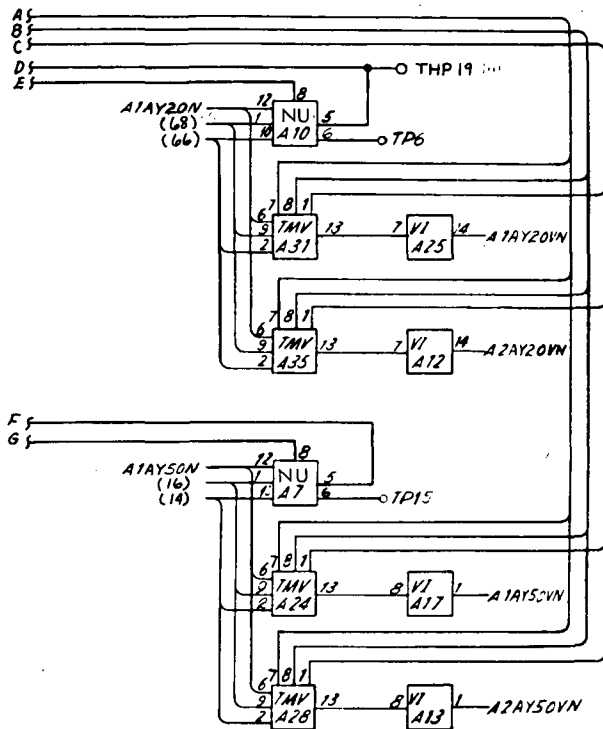 A
B
C
D THP19
E
8
A1AY20N 12 NU 5
(68) 1 A10 6 TP6
(66) 10
7 8 1
6 TMV 13 7 VI 14 A1AY20VN
9 A31 A25
2
7 8 1
6 TMV 13 7 VI 14 A2AY20VN
9 A35 A12
2
F
G
8
A1AY50N 12 NU 5
(16) 1 A7 6 TP15
(14)
7 8 1
6 TMV 13 8 VI 1 A1AY50VN
9 A24 A17
2
7 8 1
6 TMV 13 8 VI 1 A2AY50VN
9 A28 A13
2